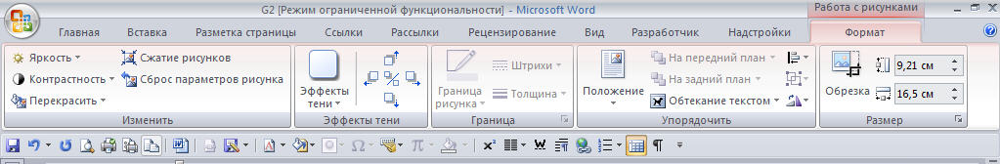 G2 [Режим ограниченной функциональности] - Microsoft Word
Работа с рисунками
Главная Вставка Разметка страницы Ссылки Рассылки Рецензирование Вид Разработчик Надстройки Формат
Яркость
Контрастность
Перекрасить
Сжатие рисунков
Сброс параметров рисунка
Изменить
Эффекты тени
Эффекты тени
Граница рисунка
Штрихи
Толщина
Граница
Положение
На передний план
На задний план
Обтекание текстом
Упорядочить
Обрезка
9,21 см
16,5 см
Размер